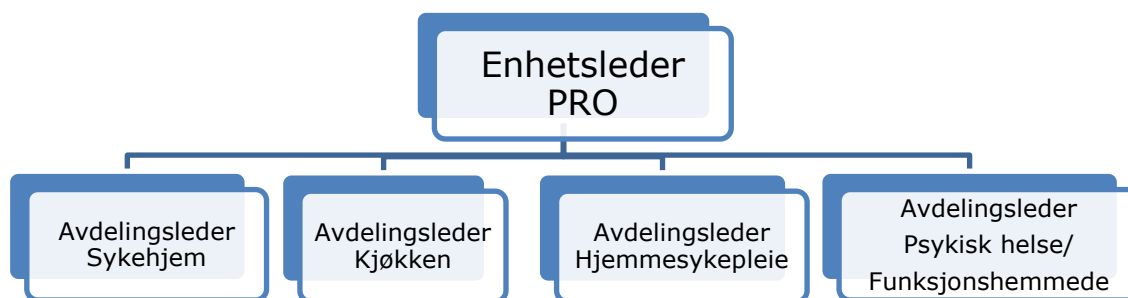 Enhetsleder
PRO
Avdelingsleder
Sykehjem
Avdelingsleder
Kjøkken
Avdelingsleder
Hjemmesykepleie
Avdelingsleder
Psykisk helse/
Funksjonshemmede